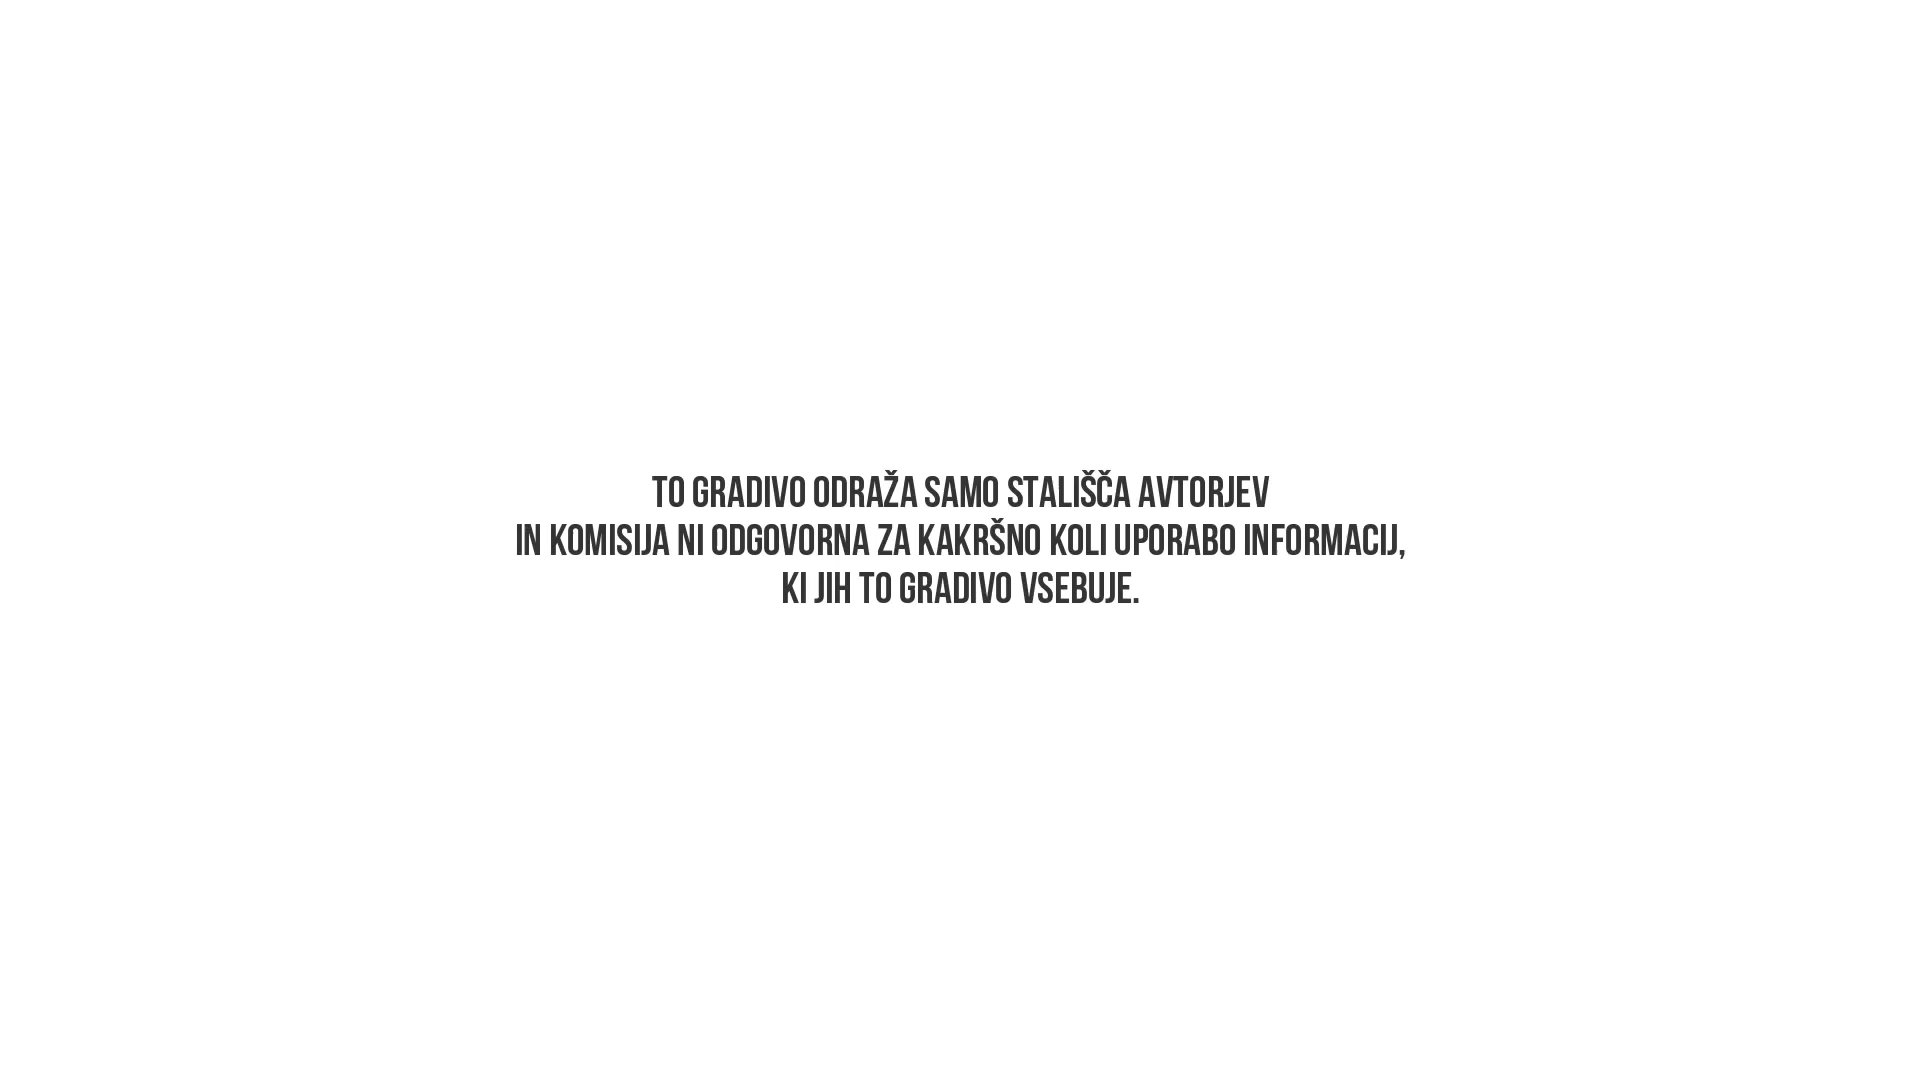 TO GRADIVO ODRAŽA SAMO STALIŠČA AVTORJEV
IN KOMISIJA NI ODGOVORNA ZA KAKRŠNO KOLI UPORABO INFORMACIJ,
KI JIH TO GRADIVO VSEBUJE.